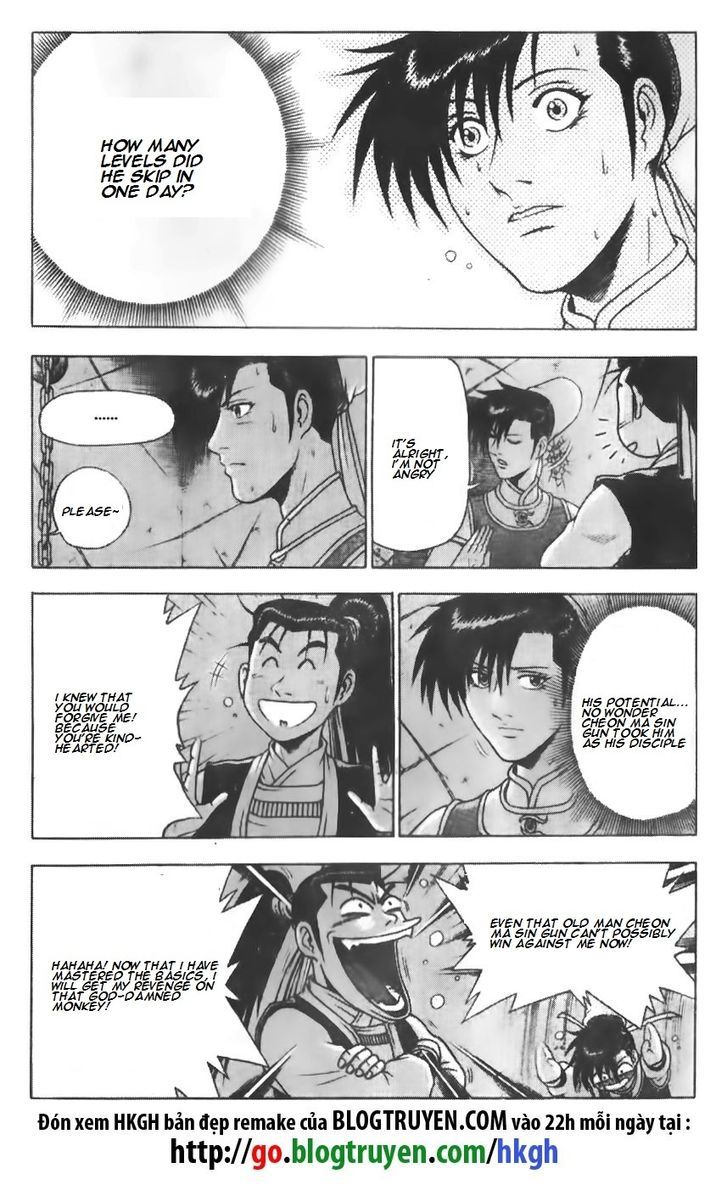 HOW MANY
LEVELS DID
HE SKIP IN
ONE DAY?
......
PLEASE~
IT'S
ALRIGHT,
I'M NOT
ANGRY
I KNEW THAT
YOU WOULD
FORGIVE ME!
BECAUSE
YOU'RE KIND-
HEARTED!
HIS POTENTIAL...
NO WONDER
CHEON MA SIN
GUN TOOK HIM
AS HIS DISCIPLE
HAHAHA! NOW THAT I HAVE
MASTERED THE BASICS, I
WILL GET MY REVENGE ON
THAT GOD-DAMNED
MONKEY!
EVEN THAT OLD MAN CHEON
MA SIN GUN CAN'T POSSIBLY
WIN AGAINST ME NOW!
Đón xem HKGH bản đẹp remake của BLOGTRUYEN.COM vào 22h mỗi ngày tại :
http://go.blogtruyen.com/hkgh